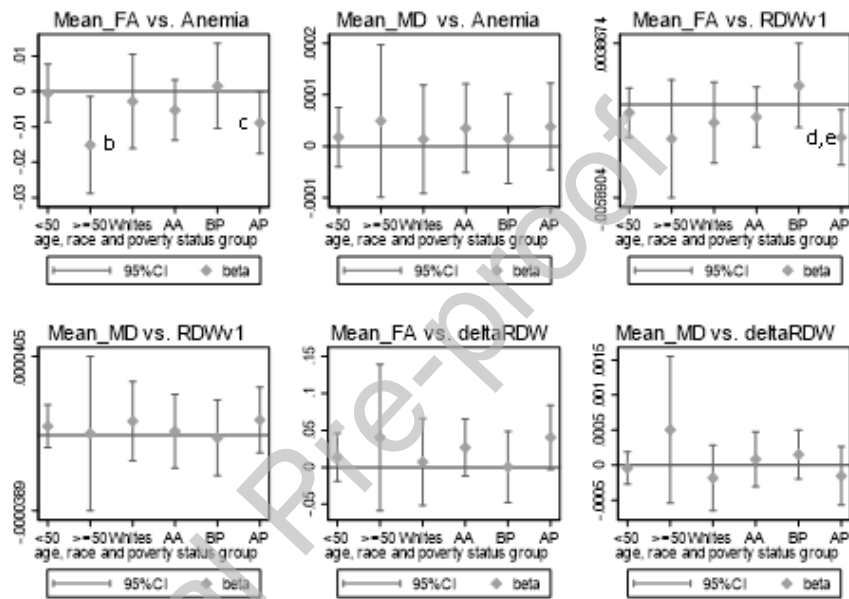 Mean_FA vs. Anemia
.01
0
-.01
-.02
-.03
b
c
<50 >=50 Whites AA BP AP
age, race and poverty status group
95%CI beta
Mean_MD vs. Anemia
.0002
.0001
0
-.0001
<50 >=50 Whites AA BP AP
age, race and poverty status group
95%CI beta
Mean_FA vs. RDWv1
.0038674
-.0058904
d,e
<50 >=50 Whites AA BP AP
age, race and poverty status group
95%CI beta
Mean_MD vs. RDWv1
.0000405
-.0000389
<50 >=50 Whites AA BP AP
age, race and poverty status group
95%CI beta
Mean_FA vs. deltaRDW
.15
.1
.05
0
-.05
<50 >=50 Whites AA BP AP
age, race and poverty status group
95%CI beta
Mean_MD vs. deltaRDW
.0015
.001
.0005
0
-.0005
<50 >=50 Whites AA BP AP
age, race and poverty status group
95%CI beta
Pre-proof